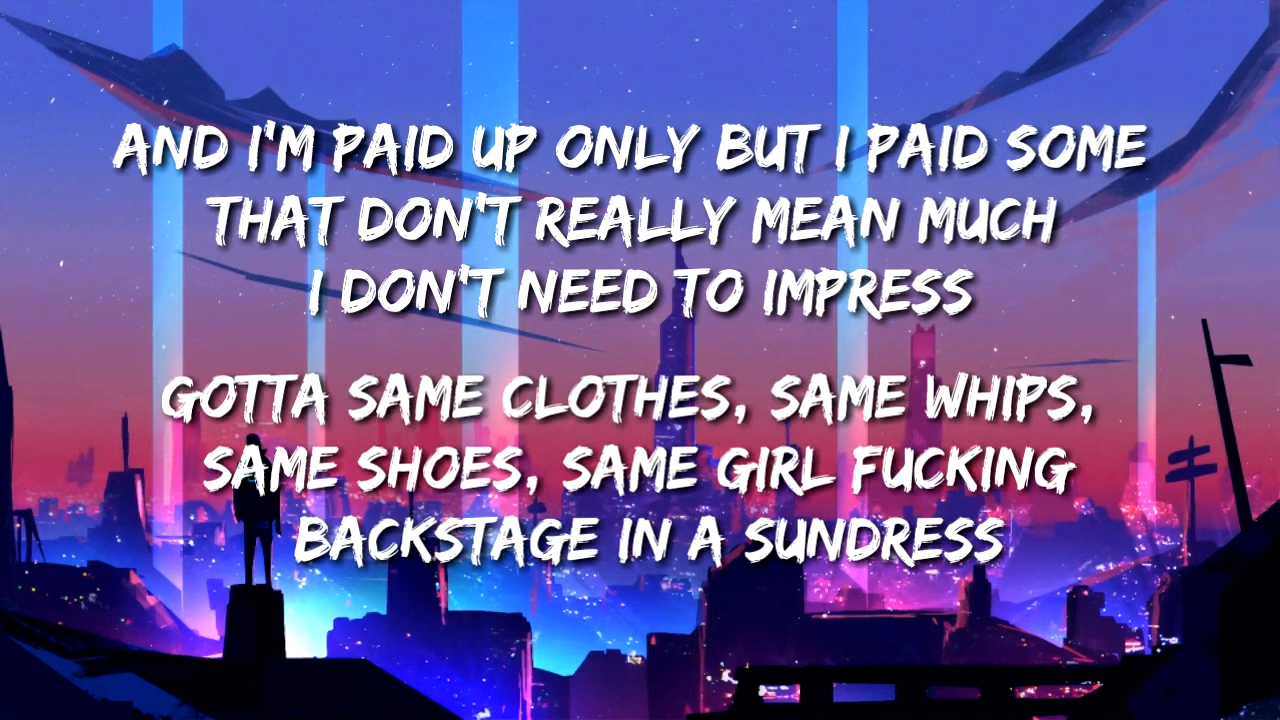 AND I'M PAID UP ONLY BUT I PAID SOME
THAT DON'T REALLY MEAN MUCH
I DON'T NEED TO IMPRESS
GOTTA SAME CLOTHES, SAME WHIPS,
SAME SHOES, SAME GIRL FUCKING
BACKSTAGE IN A SUNDRESS